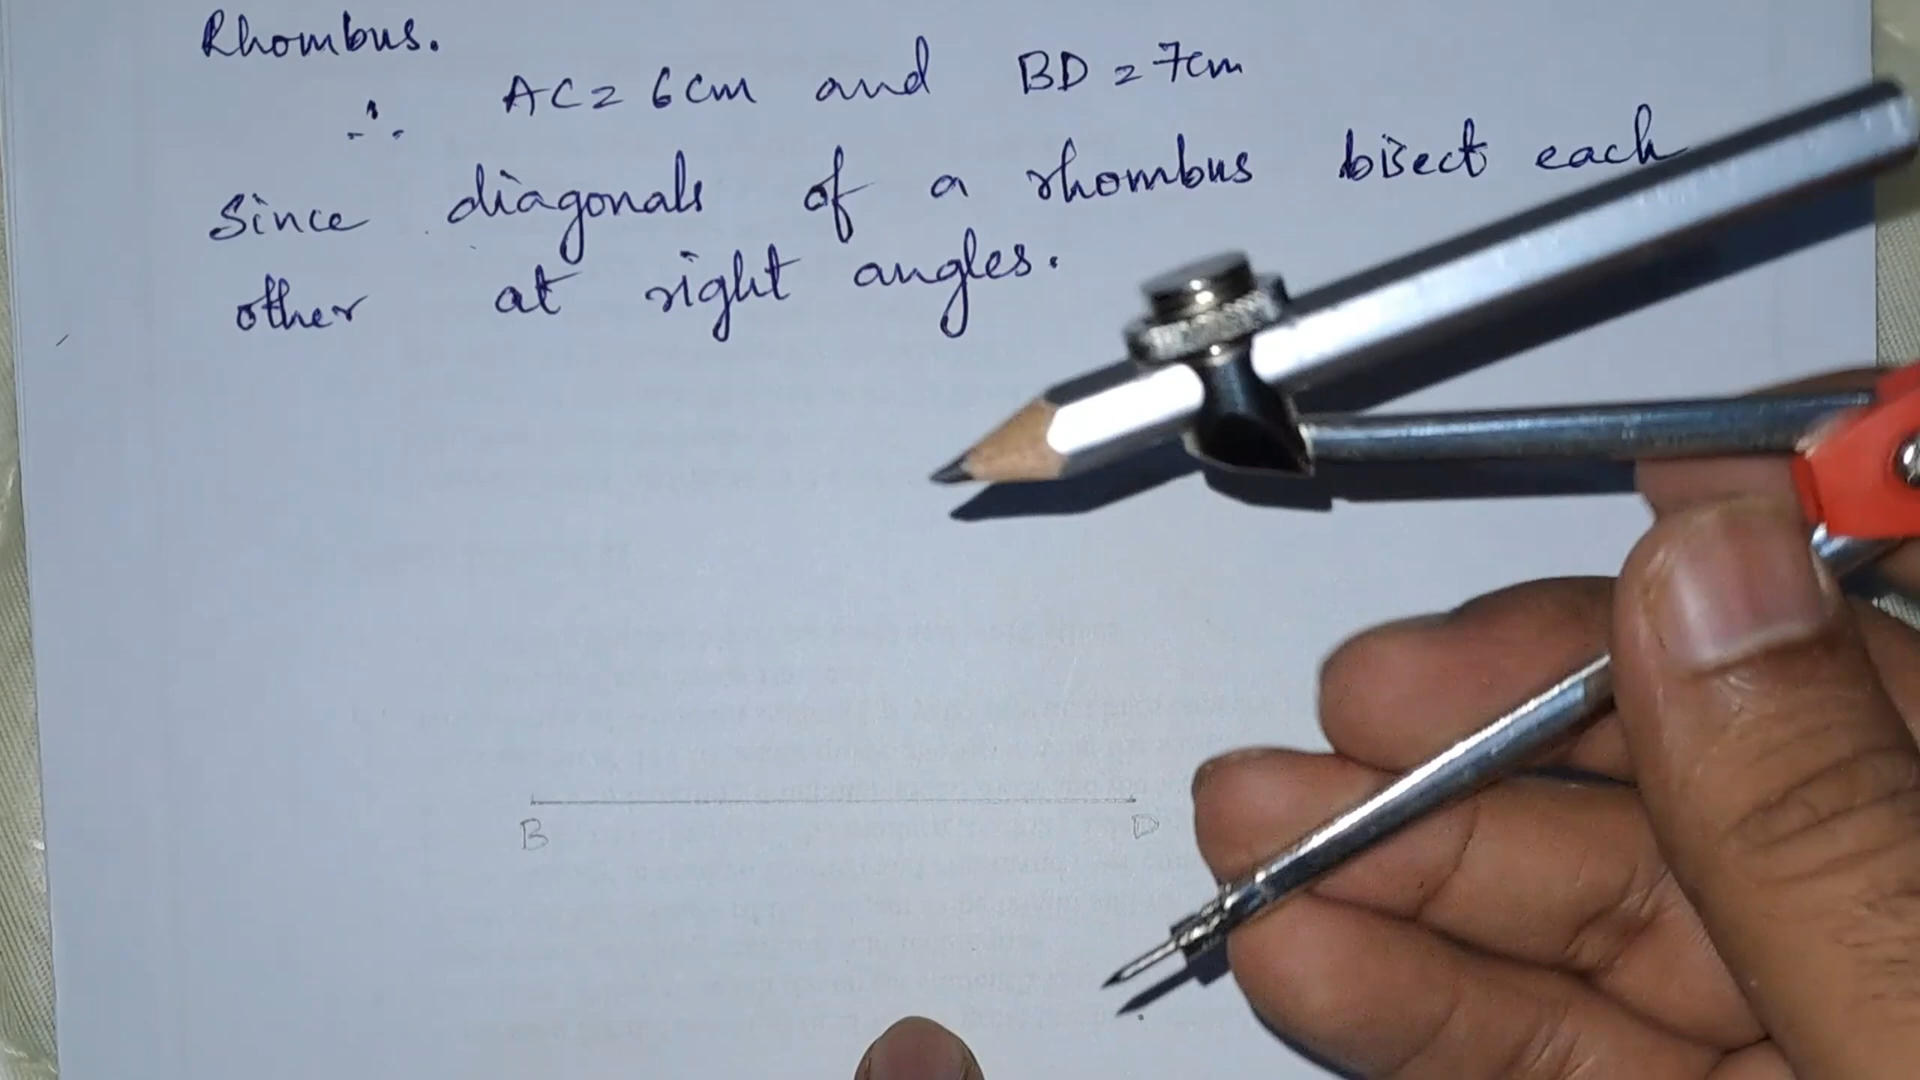 Rhombus.
∴ AC = 6cm and BD = 7cm
Since diagonals of a rhombus bisect each
other at right angles.
B D